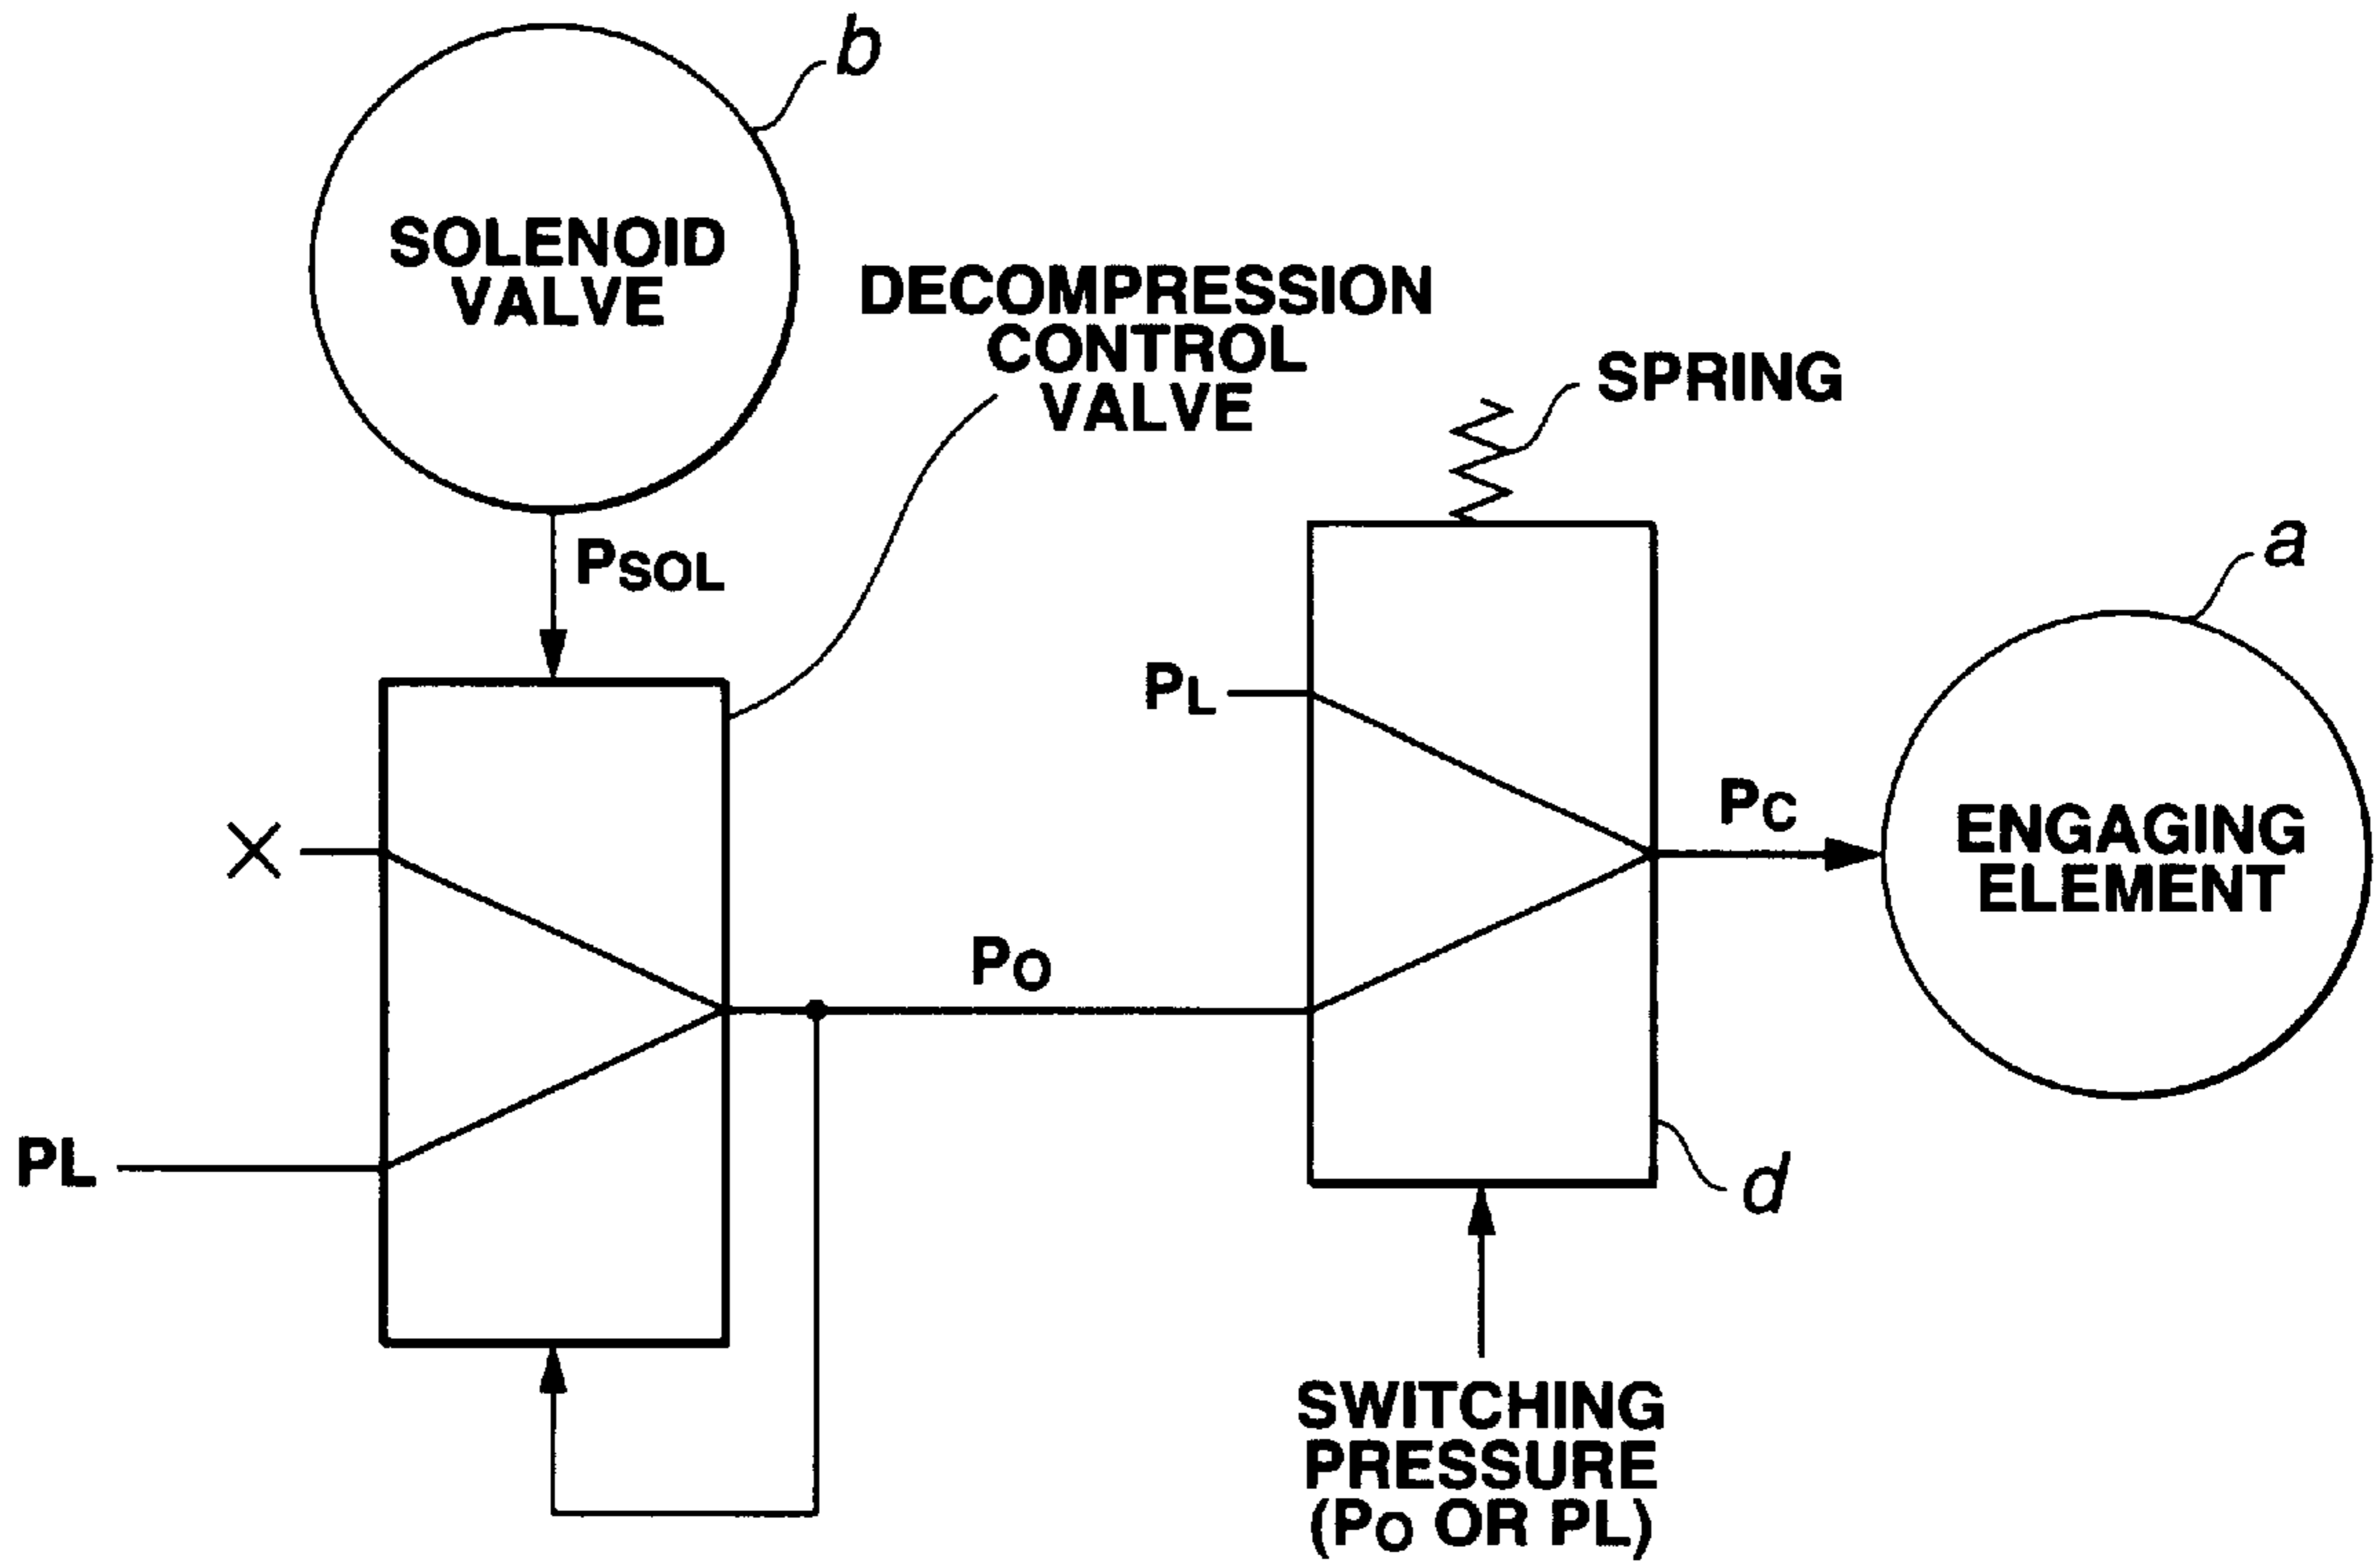 b
SOLENOID
VALVE
DECOMPRESSION
CONTROL
VALVE
SPRING
PSOL
a
PL
PC
ENGAGING
ELEMENT
PO
PL
d
SWITCHING
PRESSURE
(PO OR PL)